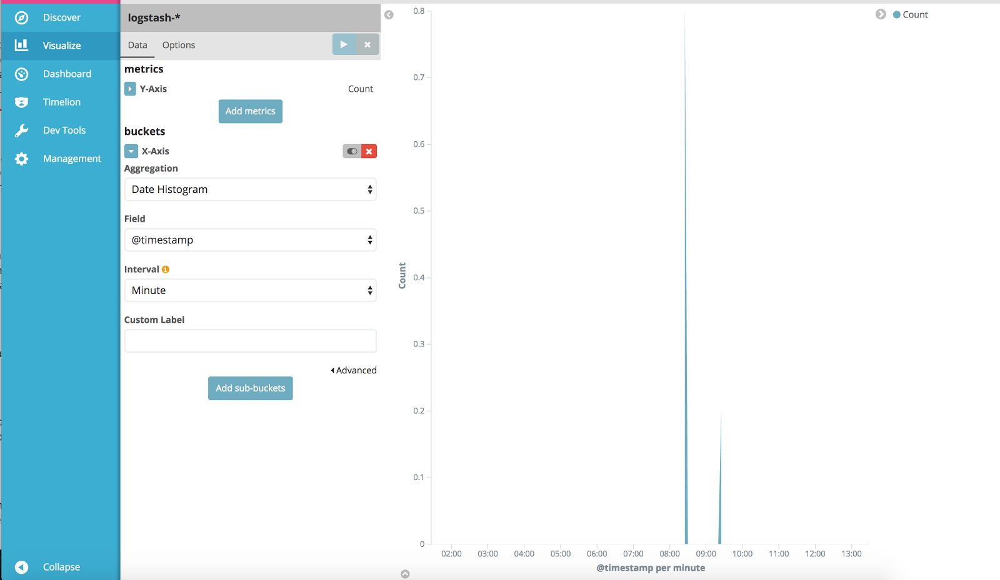 Discover
Visualize
Dashboard
Timelion
Dev Tools
Management
Collapse
logstash-*
Data Options
metrics
Y-Axis Count
Add metrics
buckets
X-Axis
Aggregation
Date Histogram
Field
@timestamp
Interval
Minute
Custom Label
Advanced
Add sub-buckets
Count
0.8
0.7
0.6
0.5
0.4
0.3
0.2
0.1
0
02:00 03:00 04:00 05:00 06:00 07:00 08:00 09:00 10:00 11:00 12:00 13:00
@timestamp per minute
Count